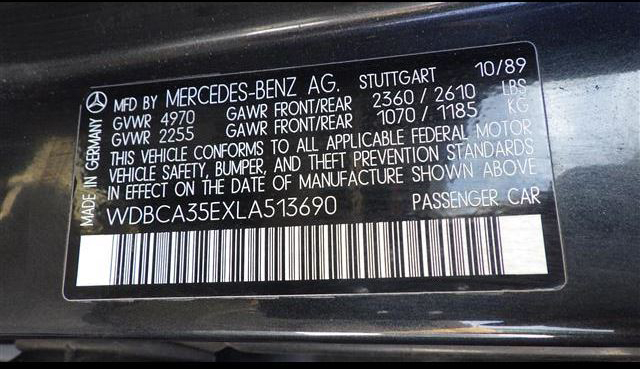 MFD BY MERCEDES-BENZ AG. STUTTGART 10/89
GVWR 4970 GAWR FRONT/REAR 2360 / 2610 LBS
GVWR 2255 GAWR FRONT/REAR 1070 / 1185 KG
THIS VEHICLE CONFORMS TO ALL APPLICABLE FEDERAL MOTOR
VEHICLE SAFETY, BUMPER, AND THEFT PREVENTION STANDARDS
IN EFFECT ON THE DATE OF MANUFACTURE SHOWN ABOVE
WDBCA35EXLA513690 PASSENGER CAR
MADE IN GERMANY